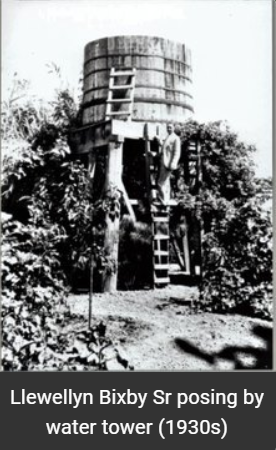 Llewellyn Bixby Sr posing by
water tower (1930s)